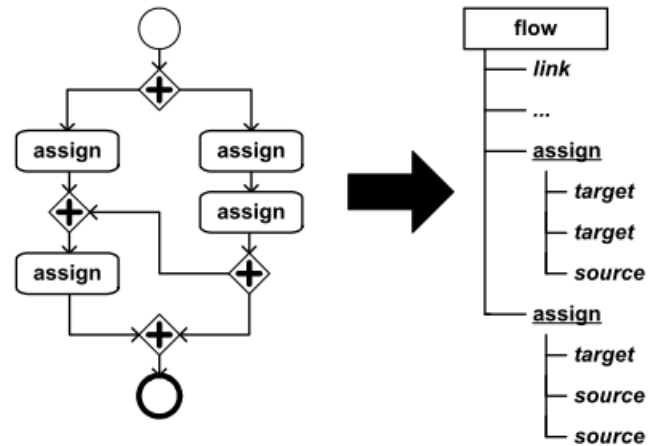 assign
assign
assign
assign
flow
link
...
assign
target
target
source
assign
target
source
source